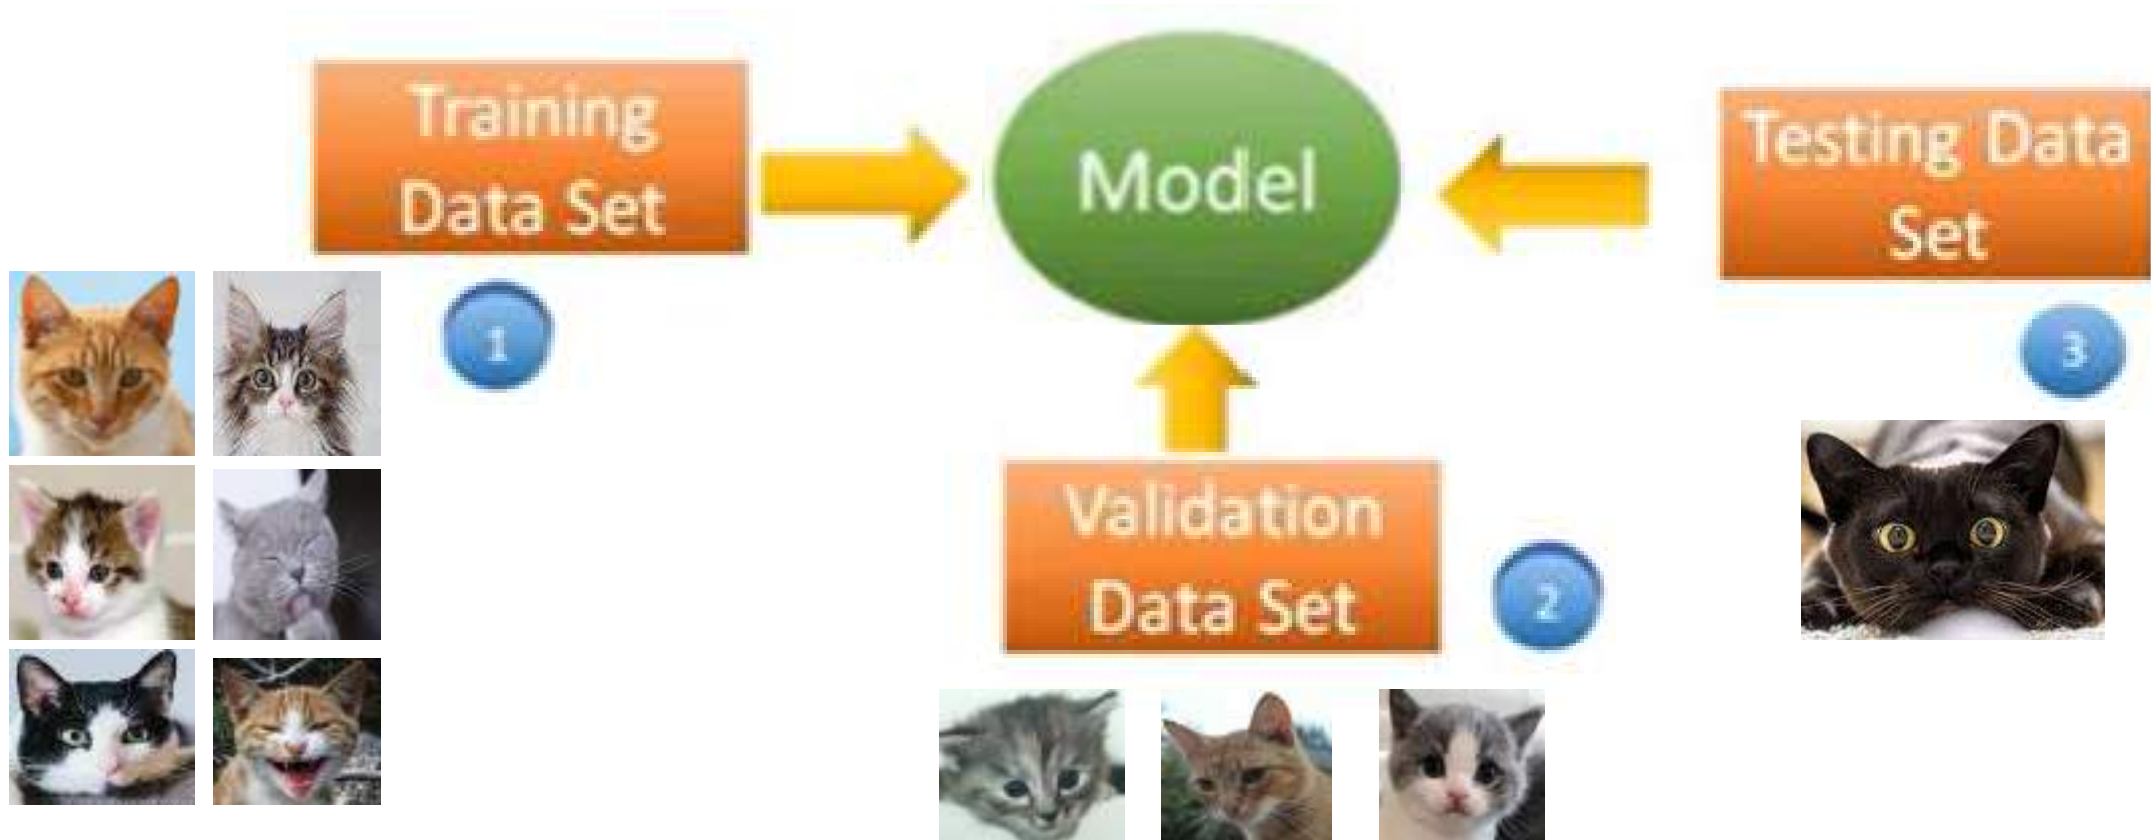 Training
Data Set
1
Model
Testing Data
Set
3
Validation
Data Set
2